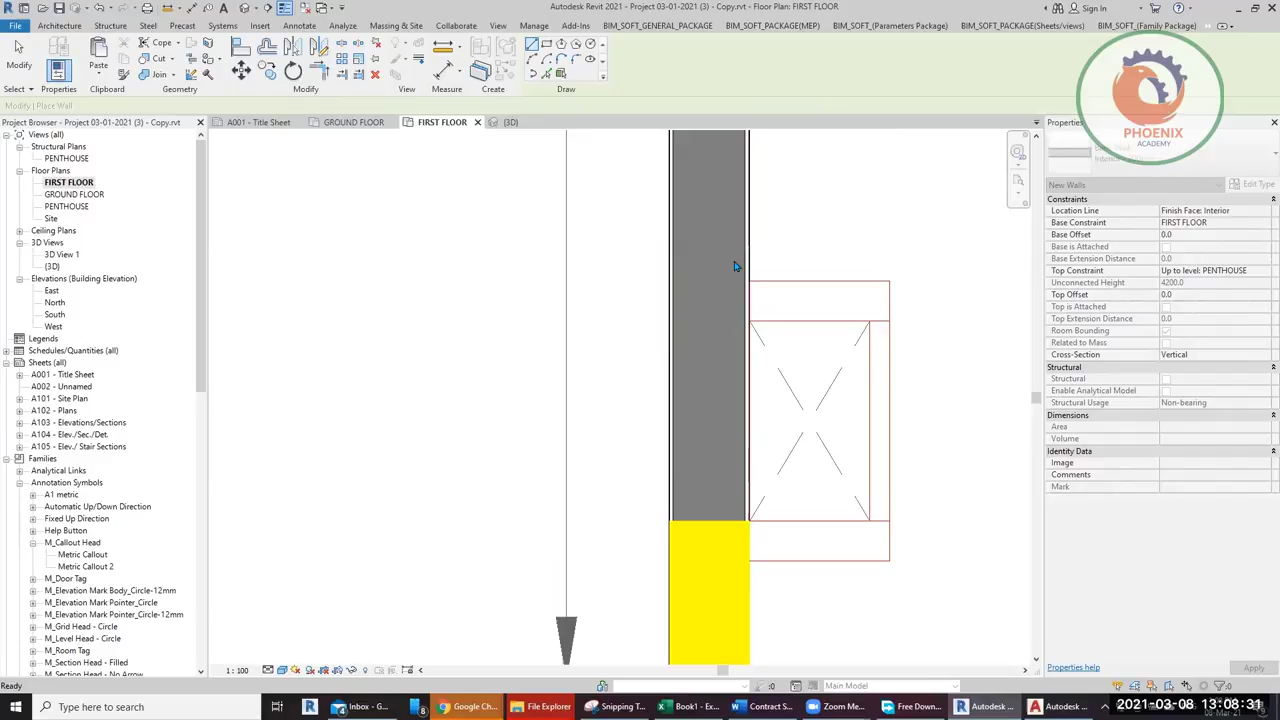 Autodesk Revit 2021 - Project 03-01-2021 (3) - Copy.rvt - Floor Plan: FIRST FLOOR
Sign In
File Architecture Structure Steel Precast Systems Insert Annotate Analyze Massing & Site Collaborate View Manage Add-Ins BIM_SOFT_GENERAL_PACKAGE BIM_SOFT_PACKAGE(MEP) BIM_SOFT_(Parameters Package) BIM_SOFT_PACKAGE(Sheets/views) BIM_SOFT_(Family Package)
Modify Paste Cope Cut Join
Select Properties Clipboard Geometry Modify View Measure Create Draw
Modify | Place Wall
PHOENIX
ACADEMY
Project Browser - Project 03-01-2021 (3) - Copy.rvt
A001 - Title Sheet GROUND FLOOR FIRST FLOOR {3D}
Properties
Views (all)
Structural Plans
PENTHOUSE
Floor Plans
FIRST FLOOR
GROUND FLOOR
PENTHOUSE
Site
Ceiling Plans
3D Views
3D View 1
{3D}
Elevations (Building Elevation)
East
North
South
West
Legends
Schedules/Quantities (all)
Sheets (all)
A001 - Title Sheet
A002 - Unnamed
A101 - Site Plan
A102 - Plans
A103 - Elevations/Sections
A104 - Elev./Sec./Det.
A105 - Elev./ Stair Sections
Families
Analytical Links
Annotation Symbols
A1 metric
Automatic Up/Down Direction
Fixed Up Direction
Help Button
M_Callout Head
Metric Callout
Metric Callout 2
M_Door Tag
M_Elevation Mark Body_Circle-12mm
M_Elevation Mark Pointer_Circle
M_Elevation Mark Pointer_Circle-12mm
M_Grid Head - Circle
M_Level Head - Circle
M_Room Tag
M_Section Head - Filled
M_Section Head - No Arrow
New Walls Edit Type
Constraints
Location Line Finish Face: Interior
Base Constraint FIRST FLOOR
Base Offset 0.0
Base is Attached
Base Extension Distance 0.0
Top Constraint Up to level: PENTHOUSE
Unconnected Height 4200.0
Top Offset 0.0
Top is Attached
Top Extension Distance 0.0
Room Bounding
Related to Mass
Cross-Section Vertical
Structural
Structural
Enable Analytical Model
Structural Usage Non-bearing
Dimensions
Area
Volume
Identity Data
Image
Comments
Mark
Properties help Apply
1 : 100
Ready :0 Main Model :0
Type here to search Inbox - G... Google Ch... File Explorer Snipping T... Book1 - Ex... Contract S... Zoom Me... Free Down... Autodesk ... Autodesk ...
2021-02-08 13:08:31